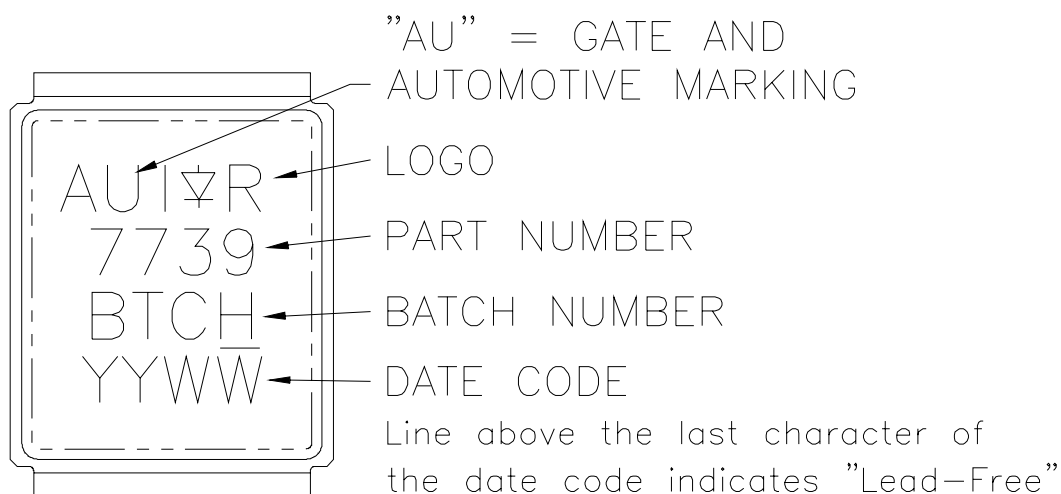 "AU" = GATE AND
AUTOMOTIVE MARKING
AUI R
LOGO
7739
PART NUMBER
BTCH
BATCH NUMBER
YYWW
DATE CODE
Line above the last character of
the date code indicates "Lead-Free"